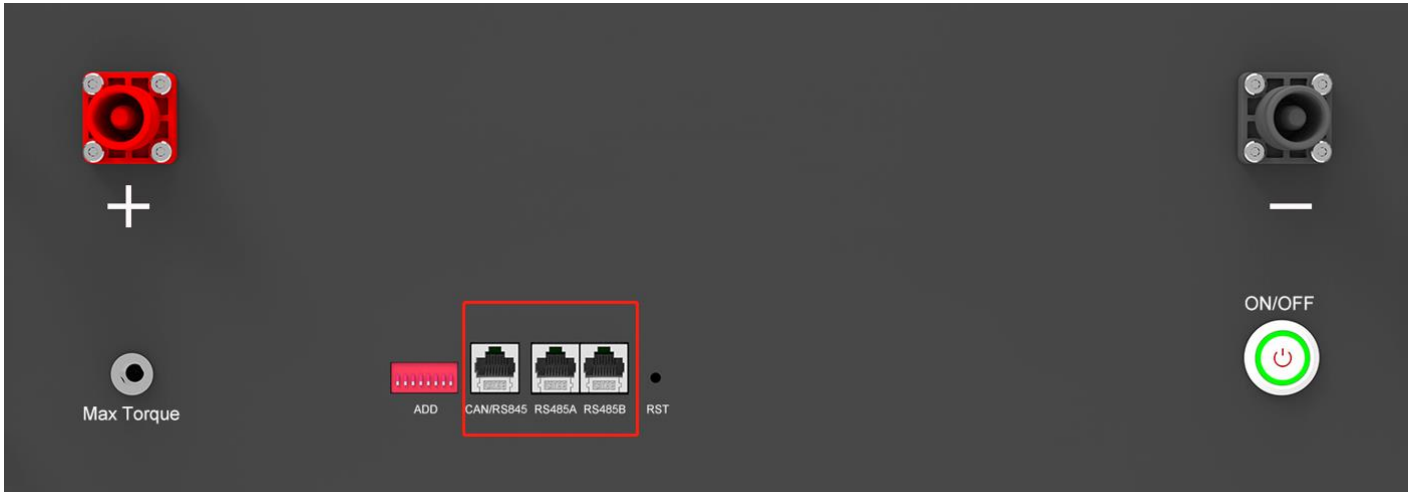 +
−
ON/OFF
Max Torque
ADD
CAN/RS845
RS485A
RS485B
RST